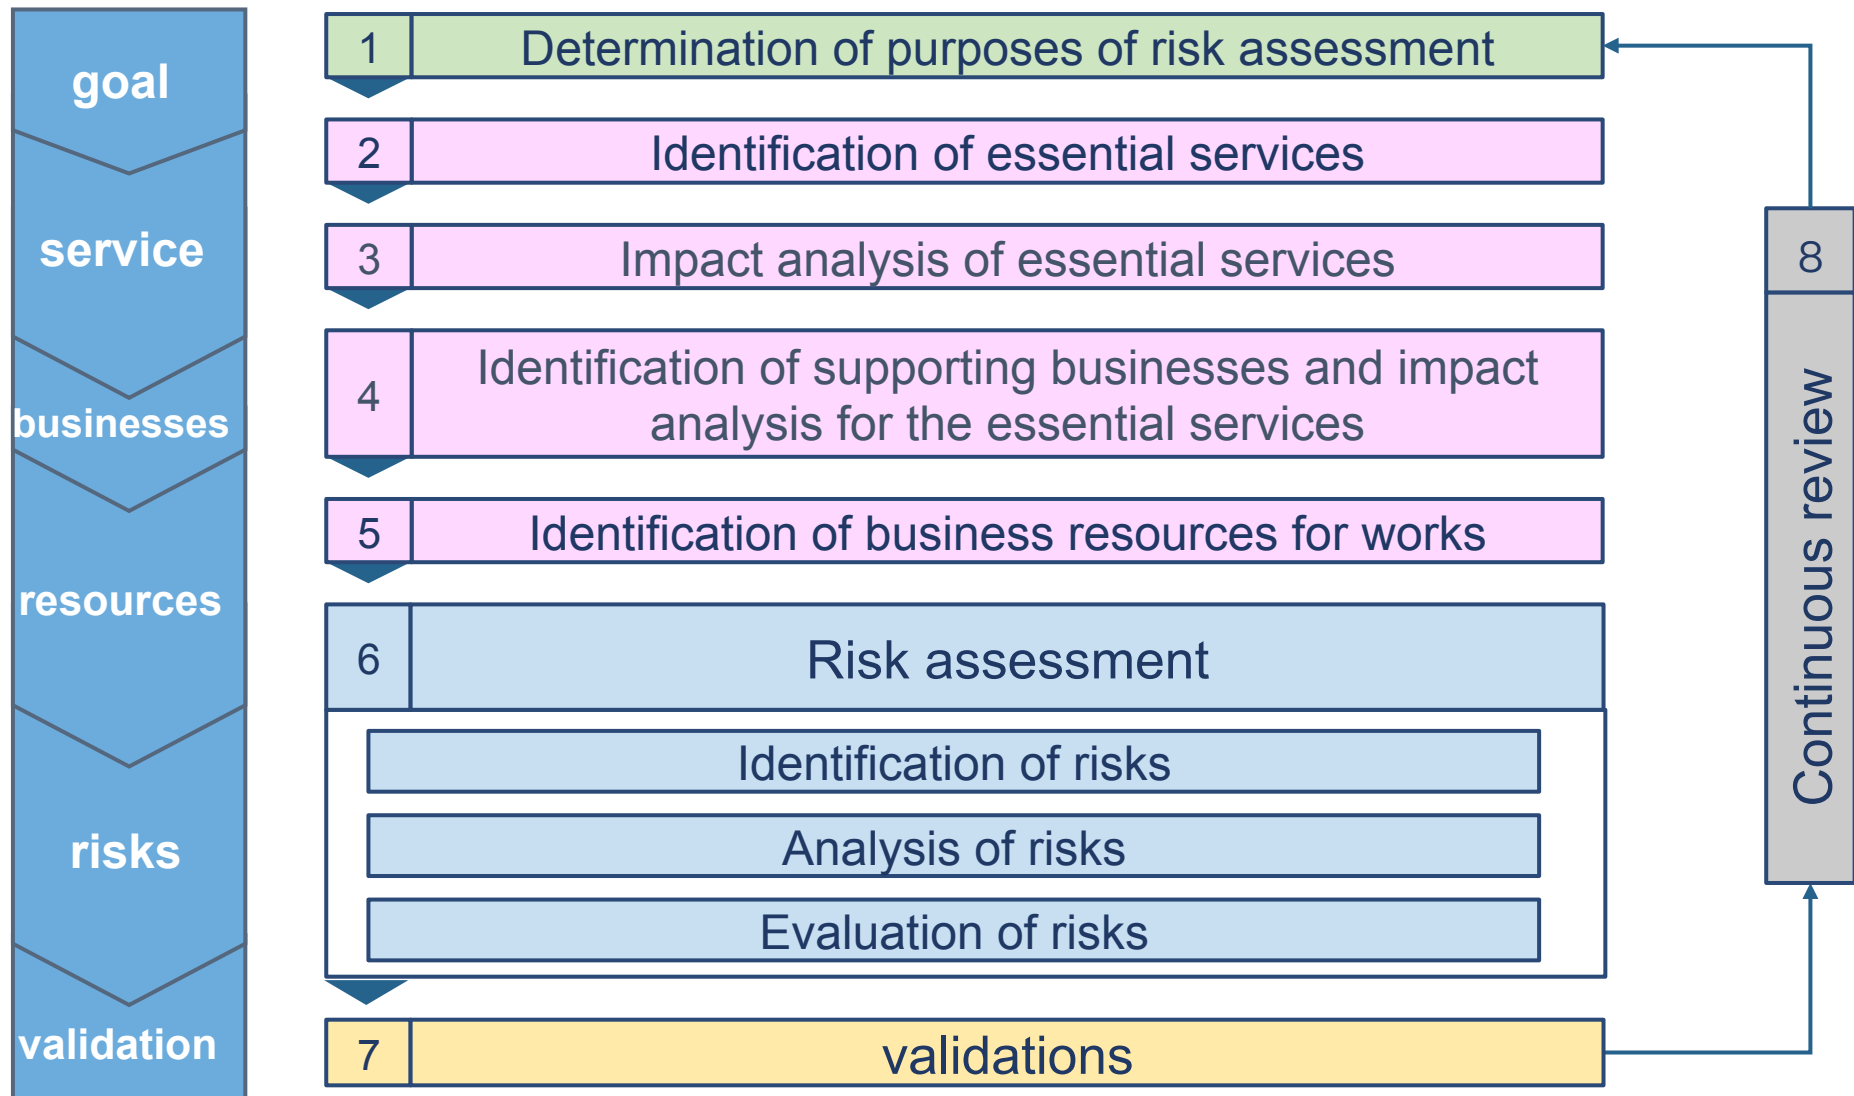 goal
service
businesses
resources
risks
validation
1
Determination of purposes of risk assessment
2
Identification of essential services
3
Impact analysis of essential services
4
Identification of supporting businesses and impact
analysis for the essential services
5
Identification of business resources for works
6
Risk assessment
Identification of risks
Analysis of risks
Evaluation of risks
7
validations
8
Continuous review